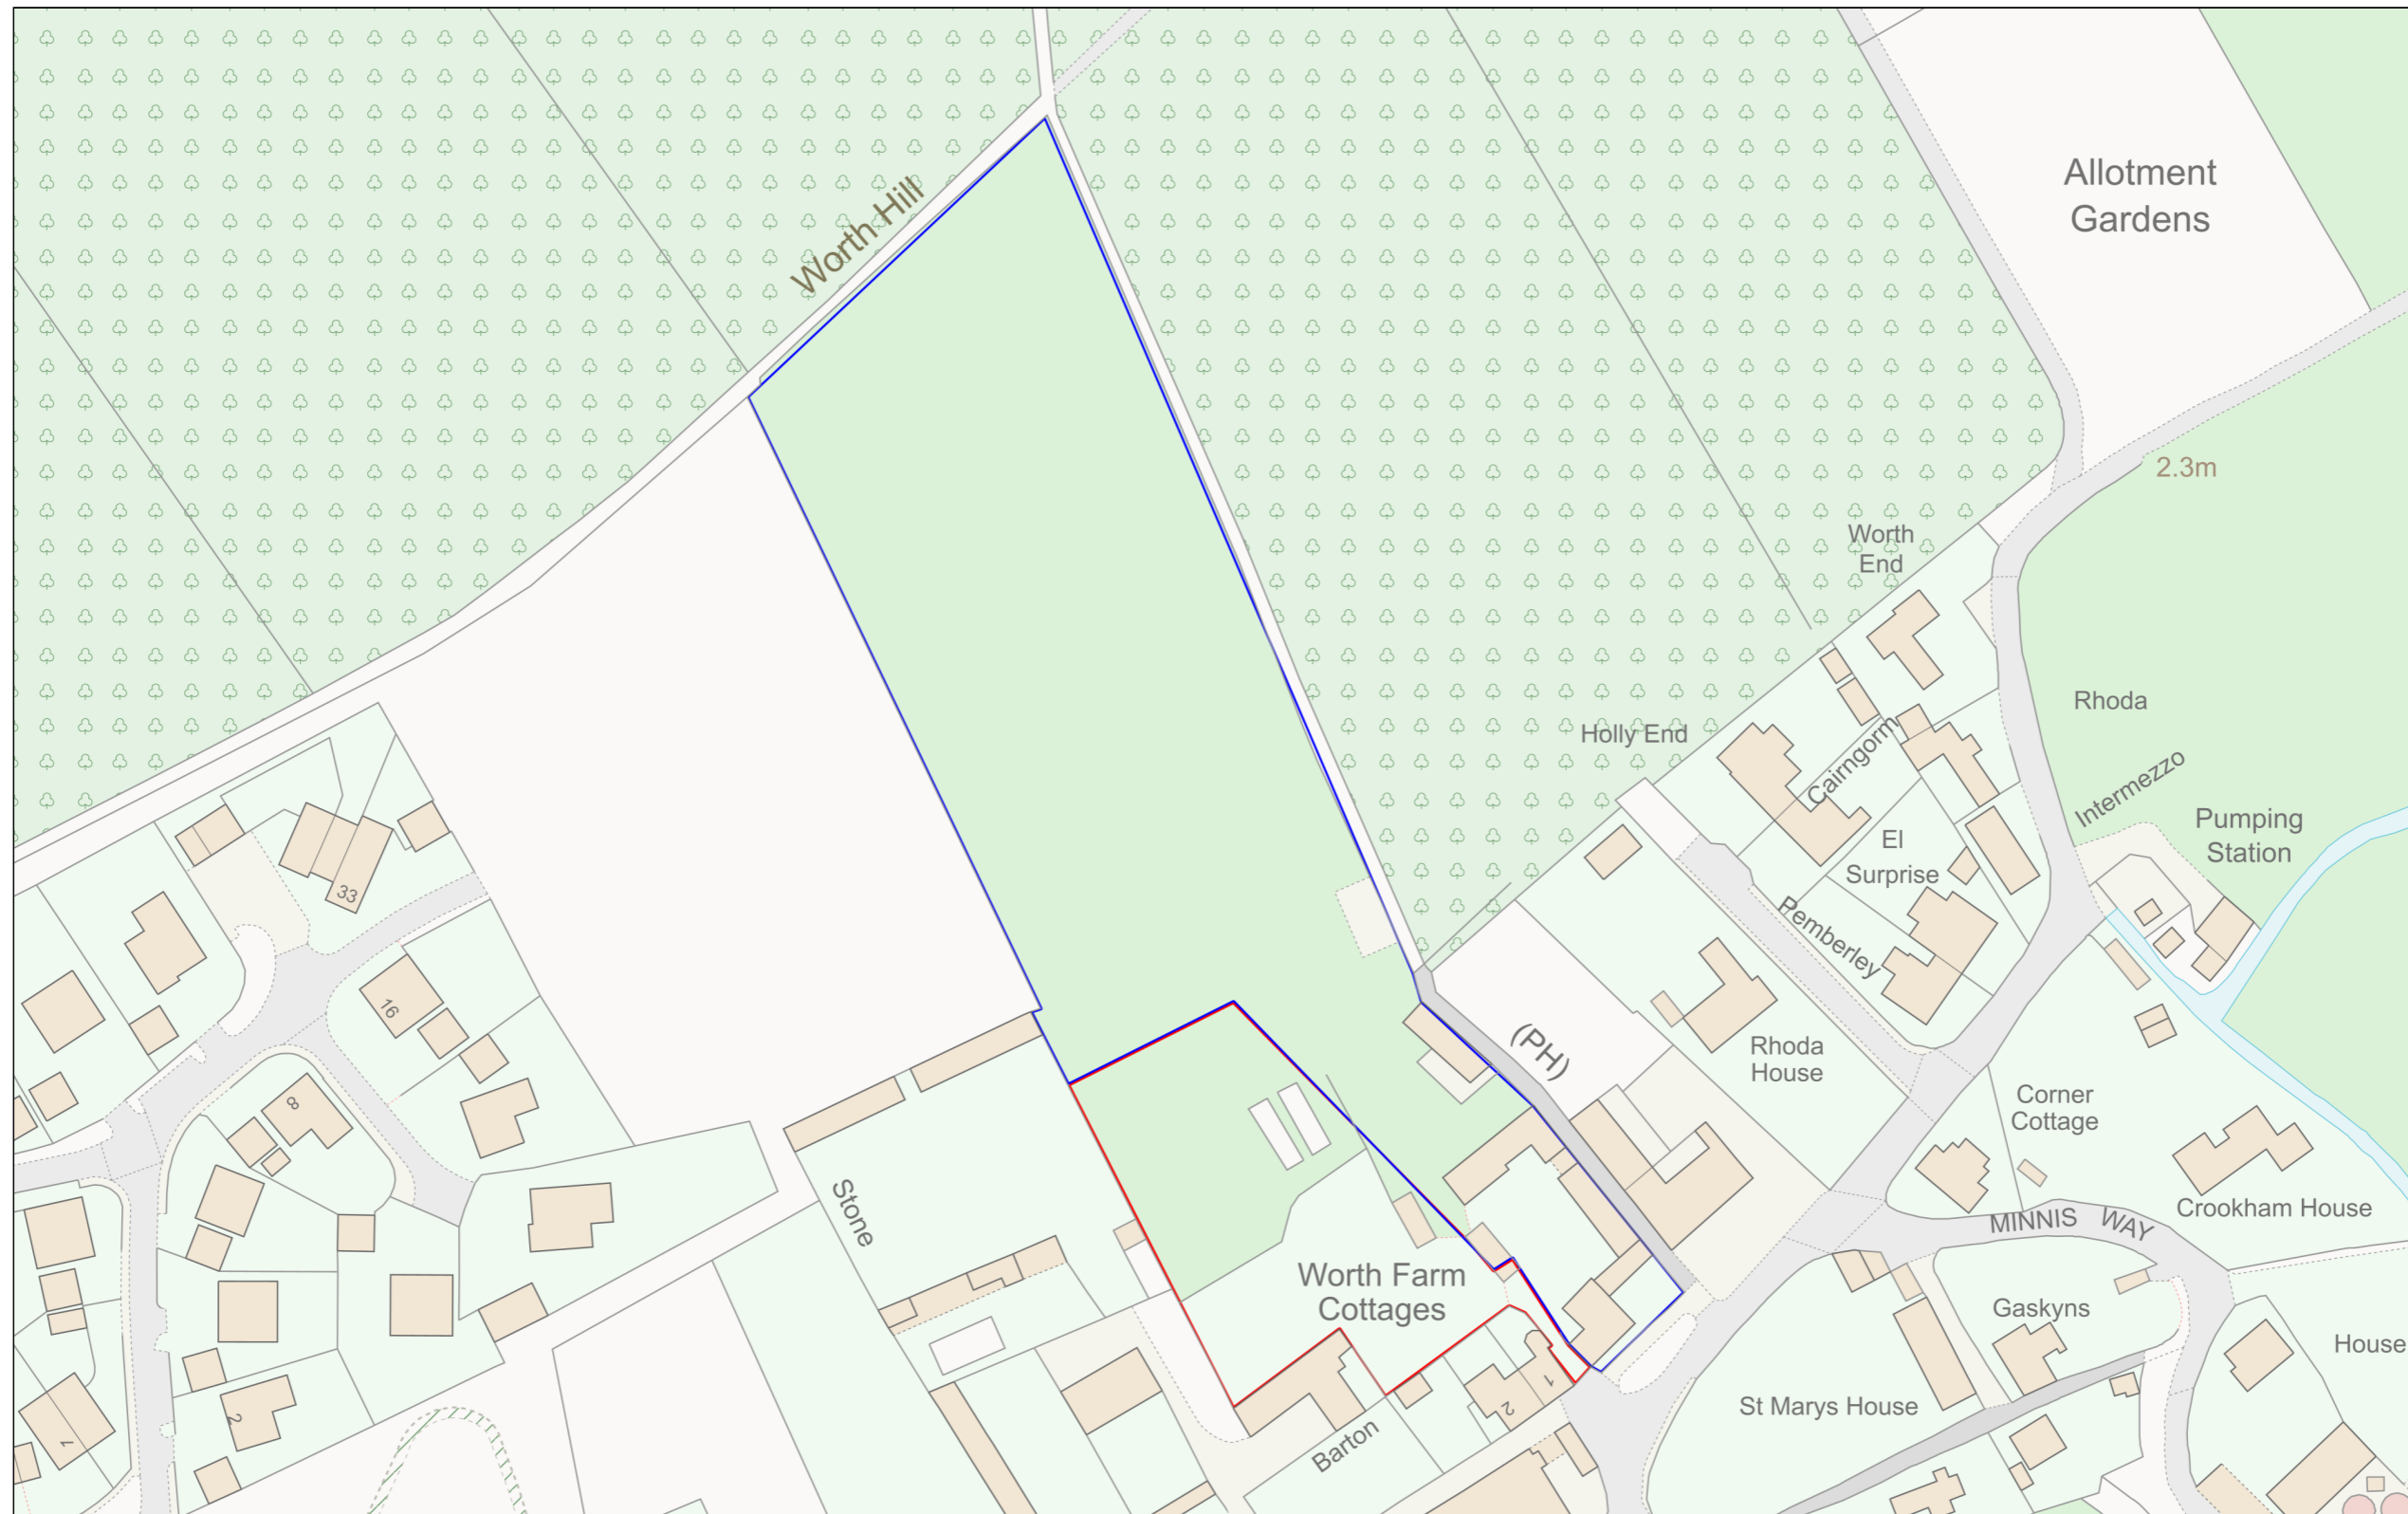 Allotment
Gardens
Worth Hill
2.3m
Worth
End
Rhoda
Holly End
Cairngorm
Intermezzo
Pumping
Station
El
Surprise
33
Pemberley
16
(PH)
Rhoda
House
8
Corner
Cottage
Stone
Crookham House
MINNIS WAY
Worth Farm
Cottages
Gaskyns
House
1
2
St Marys House
2
1
Barton